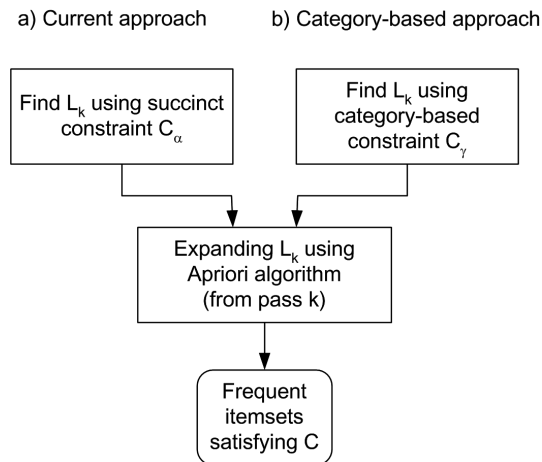 a) Current approach
b) Category-based approach
Find Lk using succinct
constraint Cα
Find Lk using
category-based
constraint Cγ
Expanding Lk using
Apriori algorithm
(from pass k)
Frequent
itemsets
satisfying C